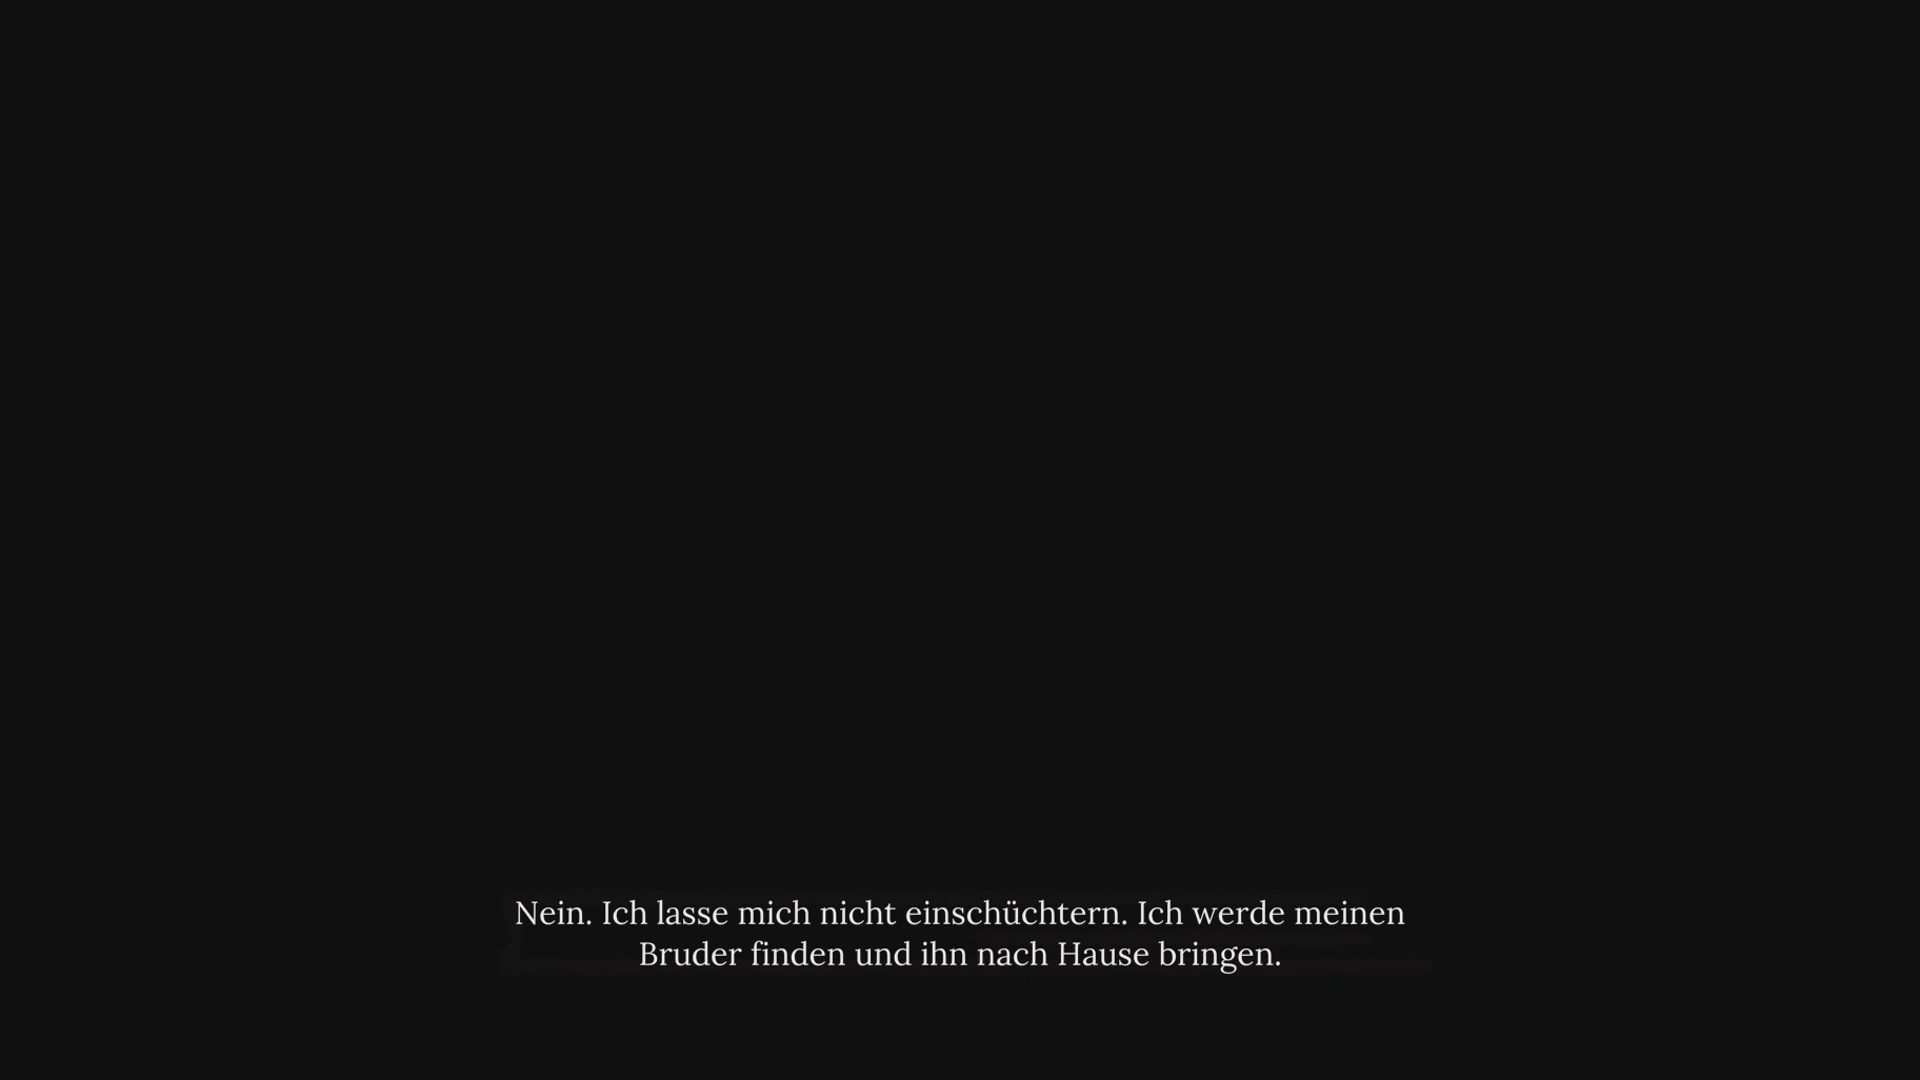 Nein. Ich lasse mich nicht einschüchtern. Ich werde meinen
Bruder finden und ihn nach Hause bringen.